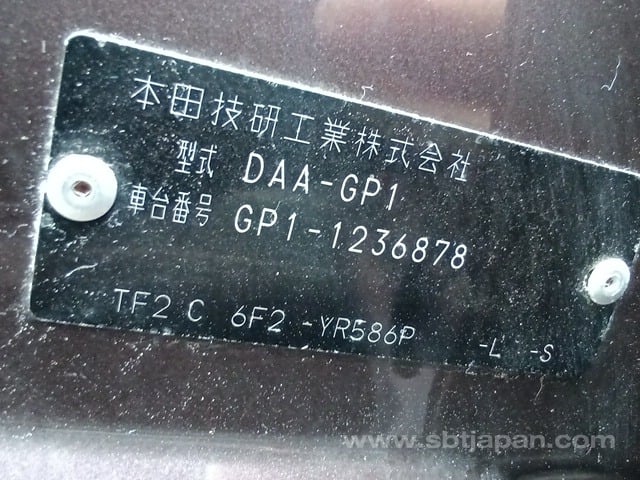 本田技研工業株式会社
型式 DAA-GP1
車台番号 GP1-1236878
TF2 C 6F2 -YR586P -L -S
www.sbtjapan.com